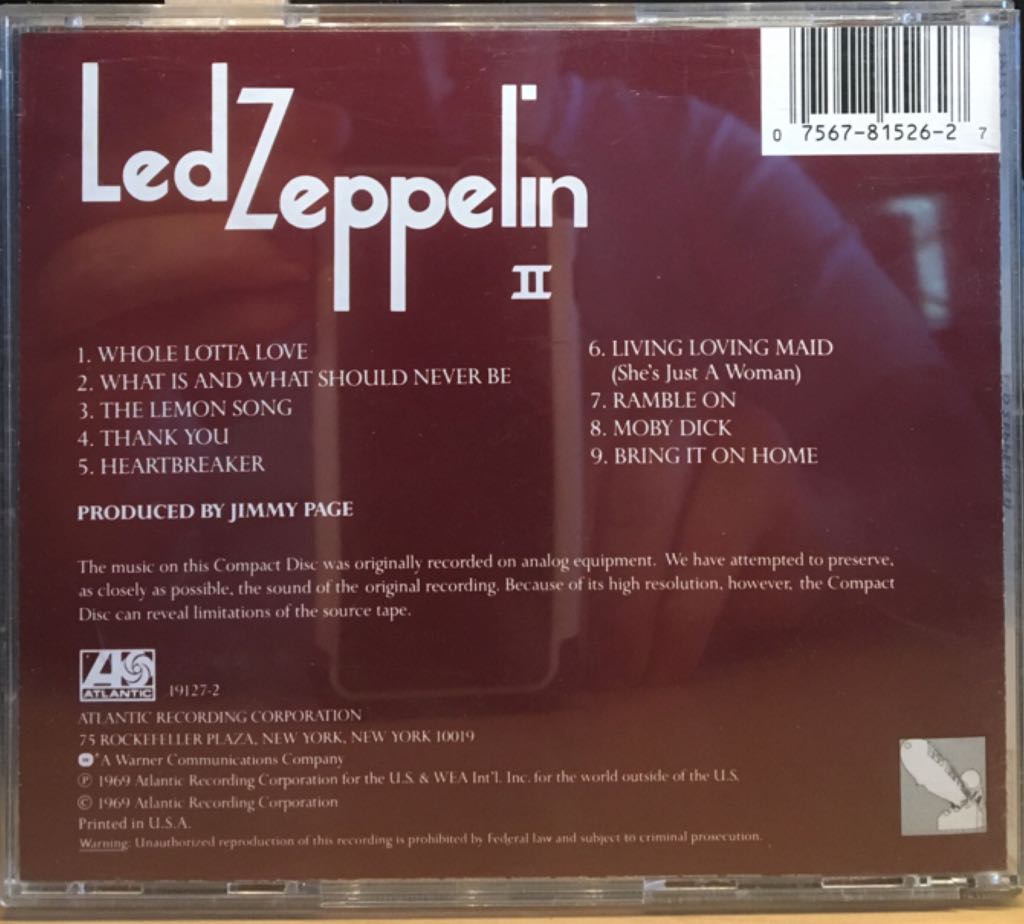 Led Zeppelin
II
0 7567-81526-2 7
1. WHOLE LOTTA LOVE
2. WHAT IS AND WHAT SHOULD NEVER BE
3. THE LEMON SONG
4. THANK YOU
5. HEARTBREAKER
6. LIVING LOVING MAID
(She's Just A Woman)
7. RAMBLE ON
8. MOBY DICK
9. BRING IT ON HOME
PRODUCED BY JIMMY PAGE
The music on this Compact Disc was originally recorded on analog equipment. We have attempted to preserve,
as closely as possible, the sound of the original recording. Because of its high resolution, however, the Compact
Disc can reveal limitations of the source tape.
ATLANTIC 19127-2
ATLANTIC RECORDING CORPORATION
75 ROCKEFELLER PLAZA, NEW YORK, NEW YORK 10019
A Warner Communications Company
℗ 1969 Atlantic Recording Corporation for the U.S. & WEA Int'l. Inc. for the world outside of the U.S.
© 1969 Atlantic Recording Corporation
Printed in U.S.A.
Warning: Unauthorized reproduction of this recording is prohibited by Federal law and subject to criminal prosecution.